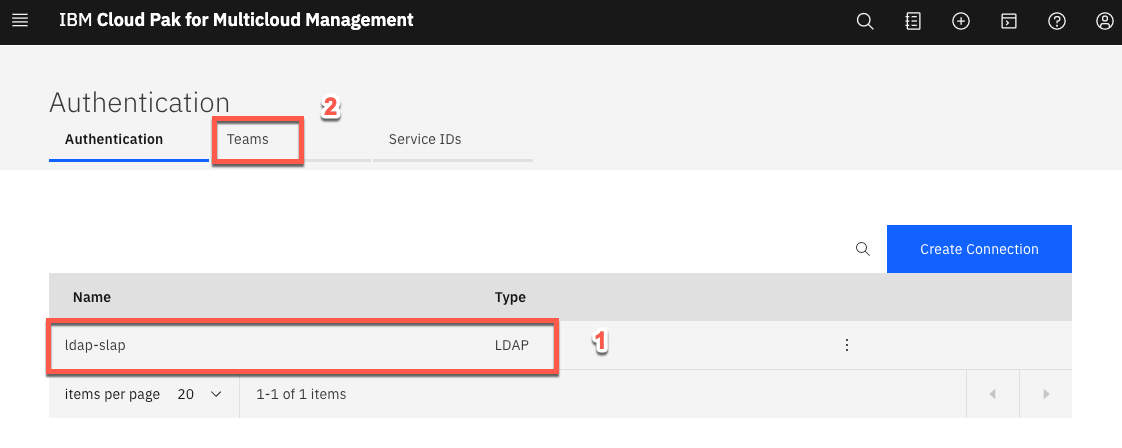 IBM Cloud Pak for Multicloud Management
Authentication
2
Authentication Teams Service IDs
Create Connection
Name Type
ldap-slap LDAP
1
items per page 20 1-1 of 1 items